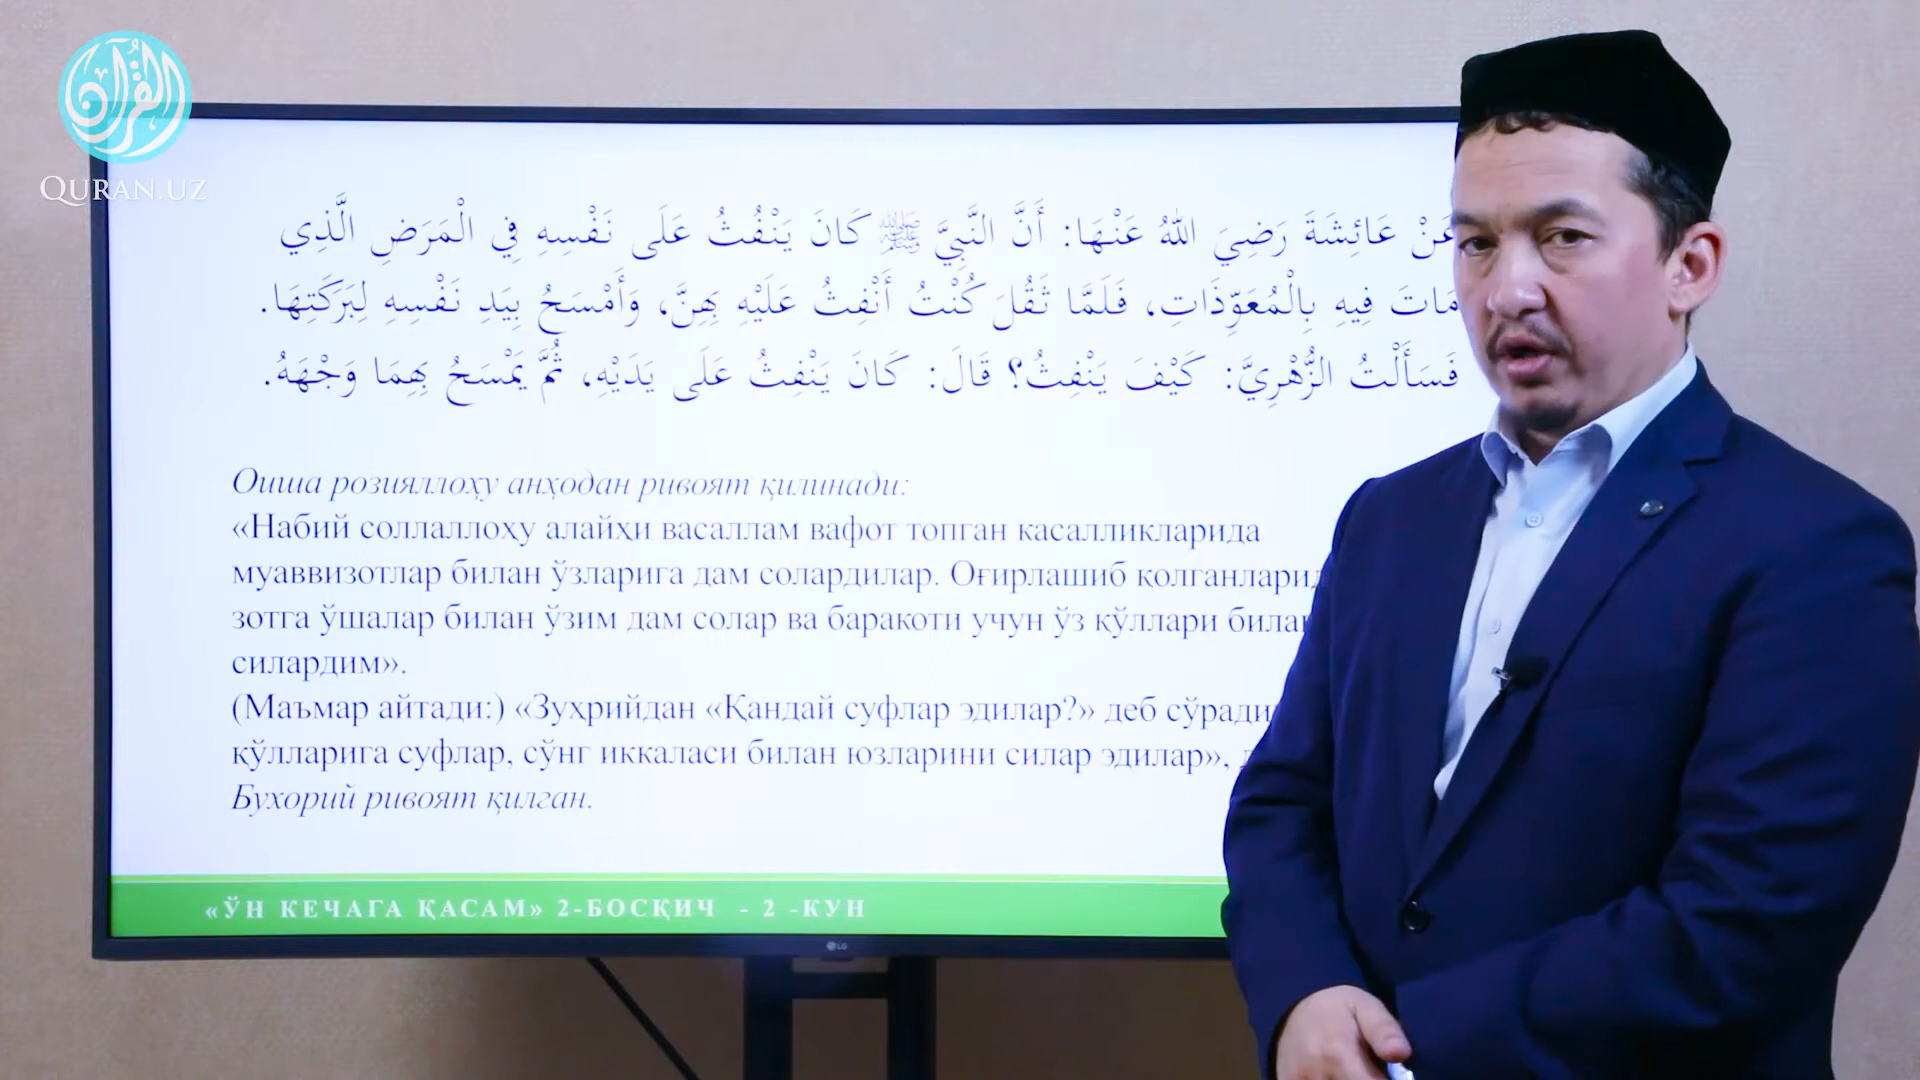 القرآن
QURAN.UZ
عَنْ عَائِشَةَ رَضِيَ اللهُ عَنْهَا: أَنَّ النَّبِيَّ ﷺ كَانَ يَنْفُثُ عَلَى نَفْسِهِ فِي الْمَرَضِ الَّذِي
مَاتَ فِيهِ بِالْمُعَوِّذَاتِ، فَلَمَّا ثَقُلَ كُنْتُ أَنْفِثُ عَلَيْهِ بِهِنَّ، وَأَمْسَحُ بِيَدِ نَفْسِهِ لِبَرَكَتِهَا.
فَسَأَلْتُ الزُّهْرِيَّ: كَيْفَ يَنْفِثُ؟ قَالَ: كَانَ يَنْفِثُ عَلَى يَدَيْهِ، ثُمَّ يَمْسَحُ بِهِمَا وَجْهَهُ.
Оиша розияллоҳу анҳодан ривоят қилинади:
«Набий соллаллоҳу алайҳи васаллам вафот топган касалликларида
муаввизотлар билан ўзларига дам солардилар. Оғирлашиб
зотга ўшалар билан ўзим дам солар ва баракоти учун ўз қўллари
силардим».
(Маъмар айтади:) «Зуҳрийдан «Қандай суфлар эдилар?» деб
қўлларига суфлар, сўнг иккаласи билан юзларини силар эдилар»,
Бухорий ривоят қилган.
«ЎН КЕЧАГА ҚАСАМ» 2-БОСҚИЧ - 2 -КУН
LG